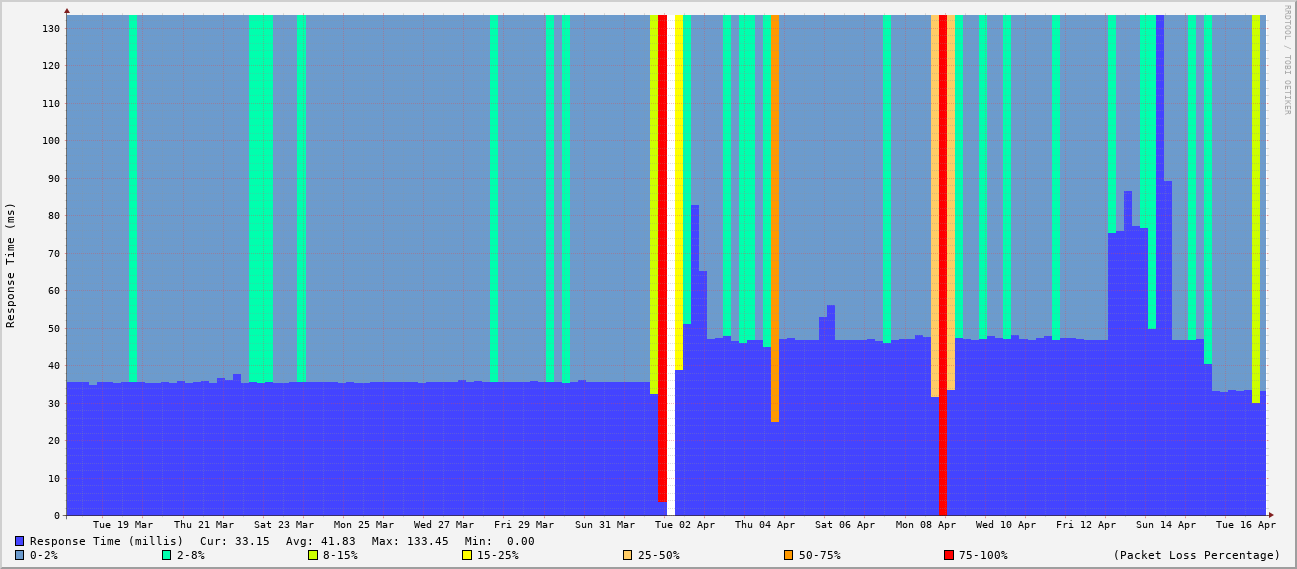 RRDTOOL / TOBI OETIKER
Response Time (ms)
130
120
110
100
90
80
70
60
50
40
30
20
10
0
Tue 19 Mar Thu 21 Mar Sat 23 Mar Mon 25 Mar Wed 27 Mar Fri 29 Mar Sun 31 Mar Tue 02 Apr Thu 04 Apr Sat 06 Apr Mon 08 Apr Wed 10 Apr Fri 12 Apr Sun 14 Apr Tue 16 Apr
Response Time (millis) Cur: 33.15 Avg: 41.83 Max: 133.45 Min: 0.00
0-2% 2-8% 8-15% 15-25% 25-50% 50-75% 75-100% (Packet Loss Percentage)